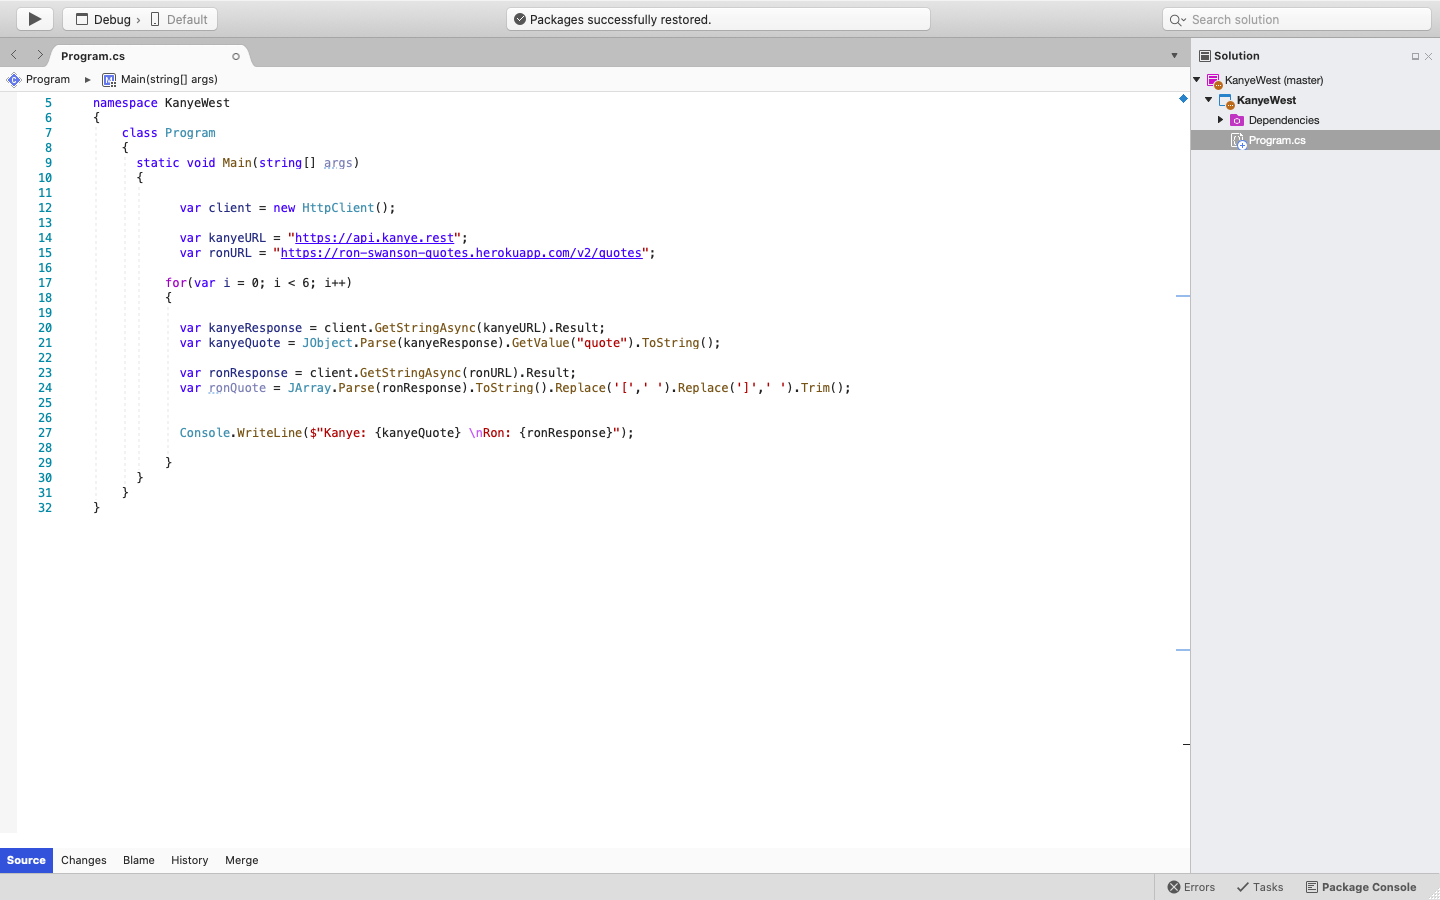 Debug › Default
Packages successfully restored.
Search solution
Program.cs
Solution
Program ▸ Main(string[] args)
KanyeWest (master)
KanyeWest
Dependencies
Program.cs
5 namespace KanyeWest
6 {
7 class Program
8 {
9 static void Main(string[] args)
10 {
11
12 var client = new HttpClient();
13
14 var kanyeURL = "https://api.kanye.rest";
15 var ronURL = "https://ron-swanson-quotes.herokuapp.com/v2/quotes";
16
17 for(var i = 0; i < 6; i++)
18 {
19
20 var kanyeResponse = client.GetStringAsync(kanyeURL).Result;
21 var kanyeQuote = JObject.Parse(kanyeResponse).GetValue("quote").ToString();
22
23 var ronResponse = client.GetStringAsync(ronURL).Result;
24 var ronQuote = JArray.Parse(ronResponse).ToString().Replace('[',' ').Replace(']',' ').Trim();
25
26
27 Console.WriteLine($"Kanye: {kanyeQuote} \nRon: {ronResponse}");
28
29 }
30 }
31 }
32 }
Source Changes Blame History Merge
Errors Tasks Package Console